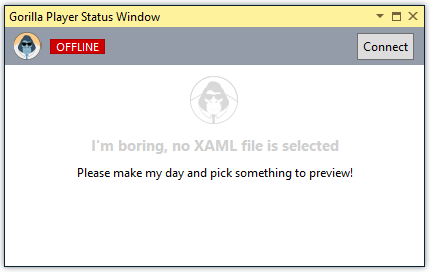 Gorilla Player Status Window
OFFLINE
Connect
I'm boring, no XAML file is selected
Please make my day and pick something to preview!